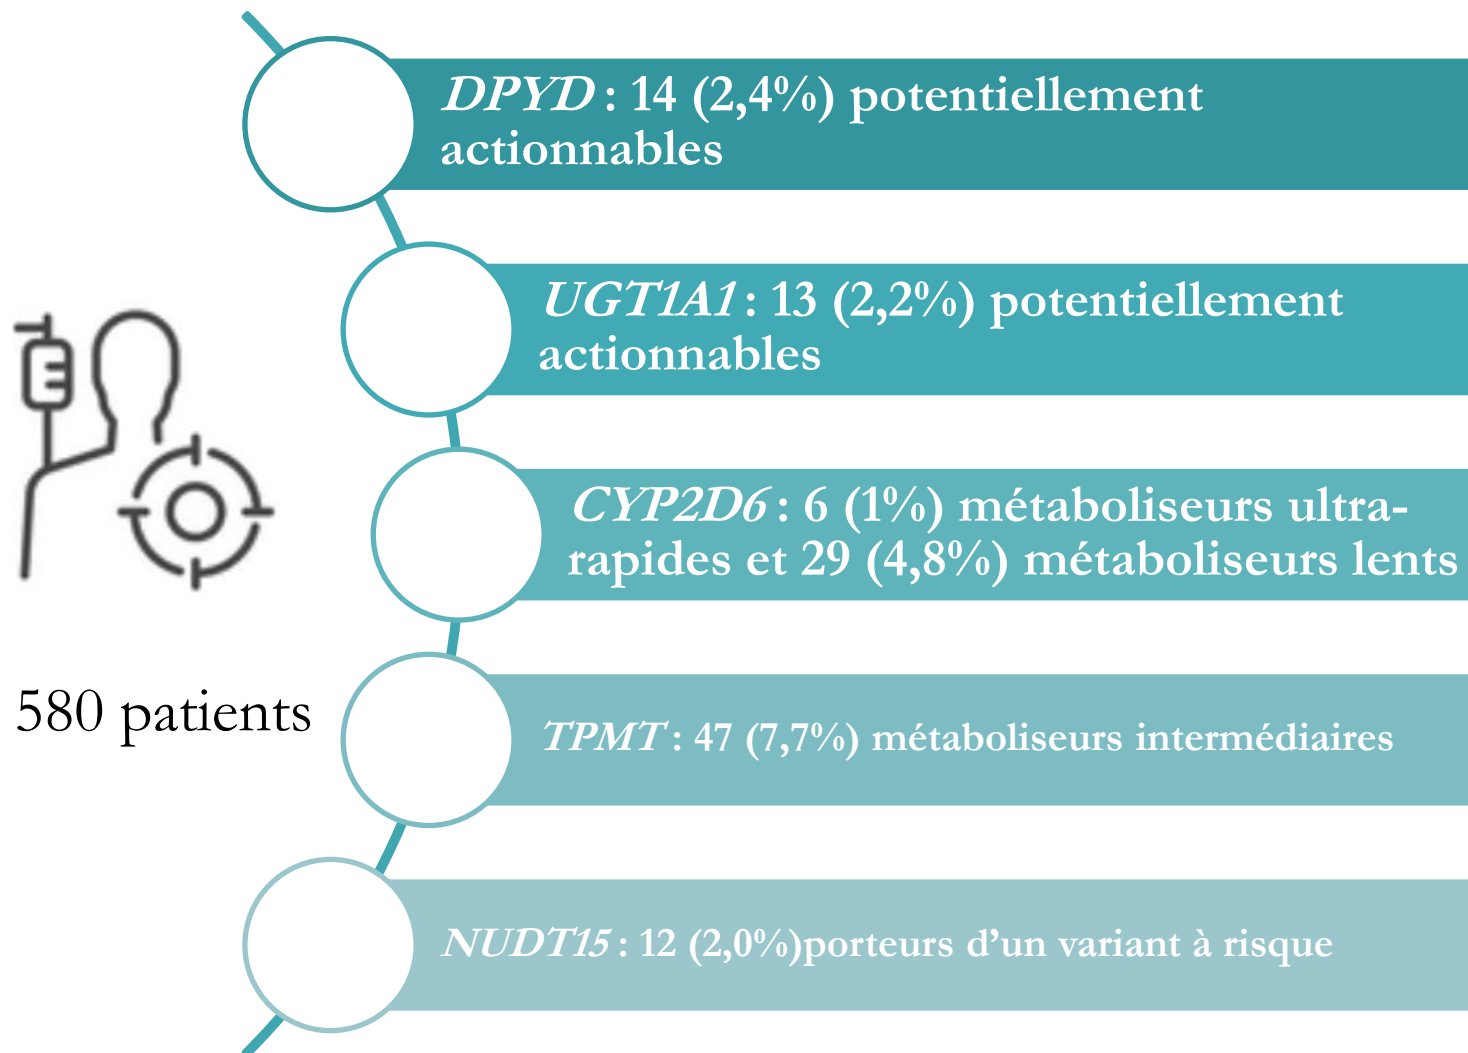 DPYD : 14 (2,4%) potentiellement
actionnables
UGT1A1 : 13 (2,2%) potentiellement
actionnables
CYP2D6 : 6 (1%) métaboliseurs ultra-
rapides et 29 (4,8%) métaboliseurs lents
580 patients
TPMT : 47 (7,7%) métaboliseurs intermédiaires
NUDT15 : 12 (2,0%)porteurs d’un variant à risque